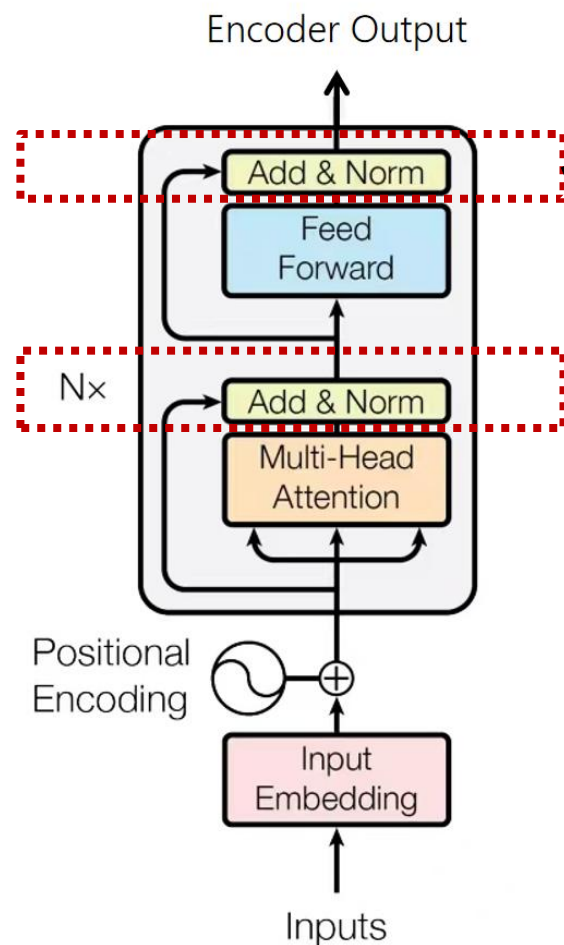 Encoder Output
Add & Norm
Feed
Forward
N×
Add & Norm
Multi-Head
Attention
Positional
Encoding
Input
Embedding
Inputs